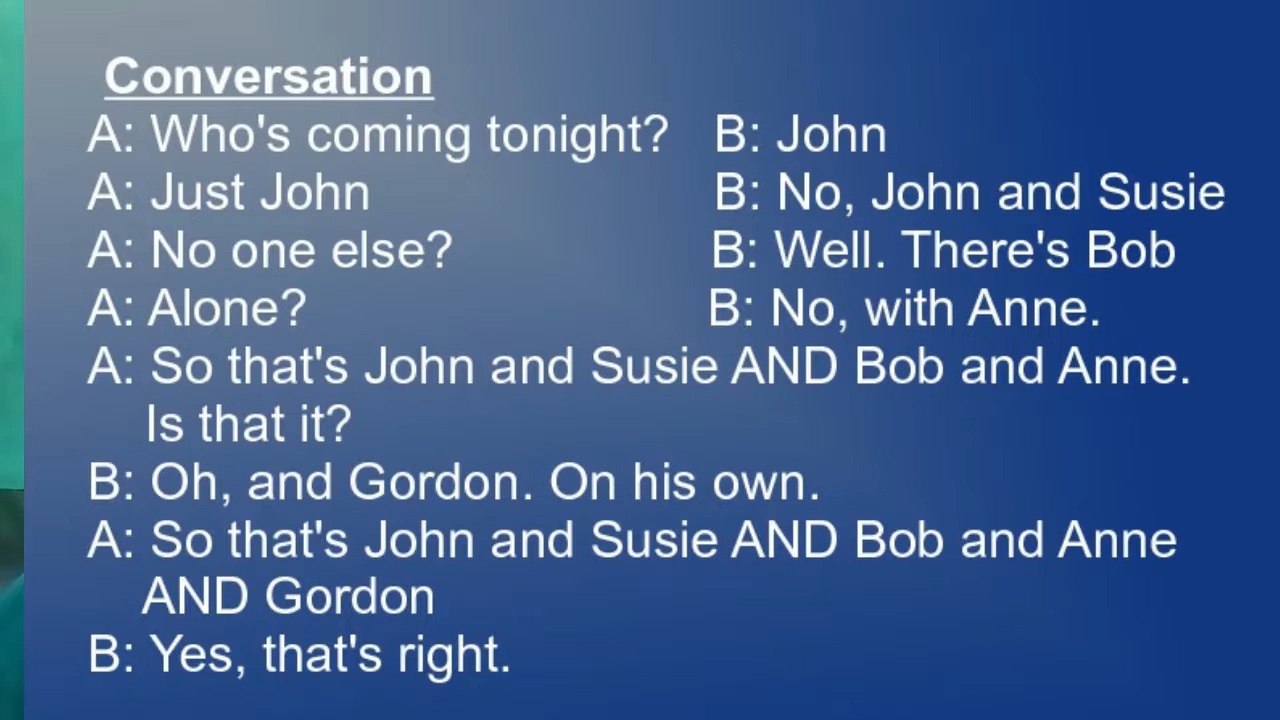 Conversation
A: Who's coming tonight? B: John
A: Just John B: No, John and Susie
A: No one else? B: Well. There's Bob
A: Alone? B: No, with Anne.
A: So that's John and Susie AND Bob and Anne.
Is that it?
B: Oh, and Gordon. On his own.
A: So that's John and Susie AND Bob and Anne
AND Gordon
B: Yes, that's right.